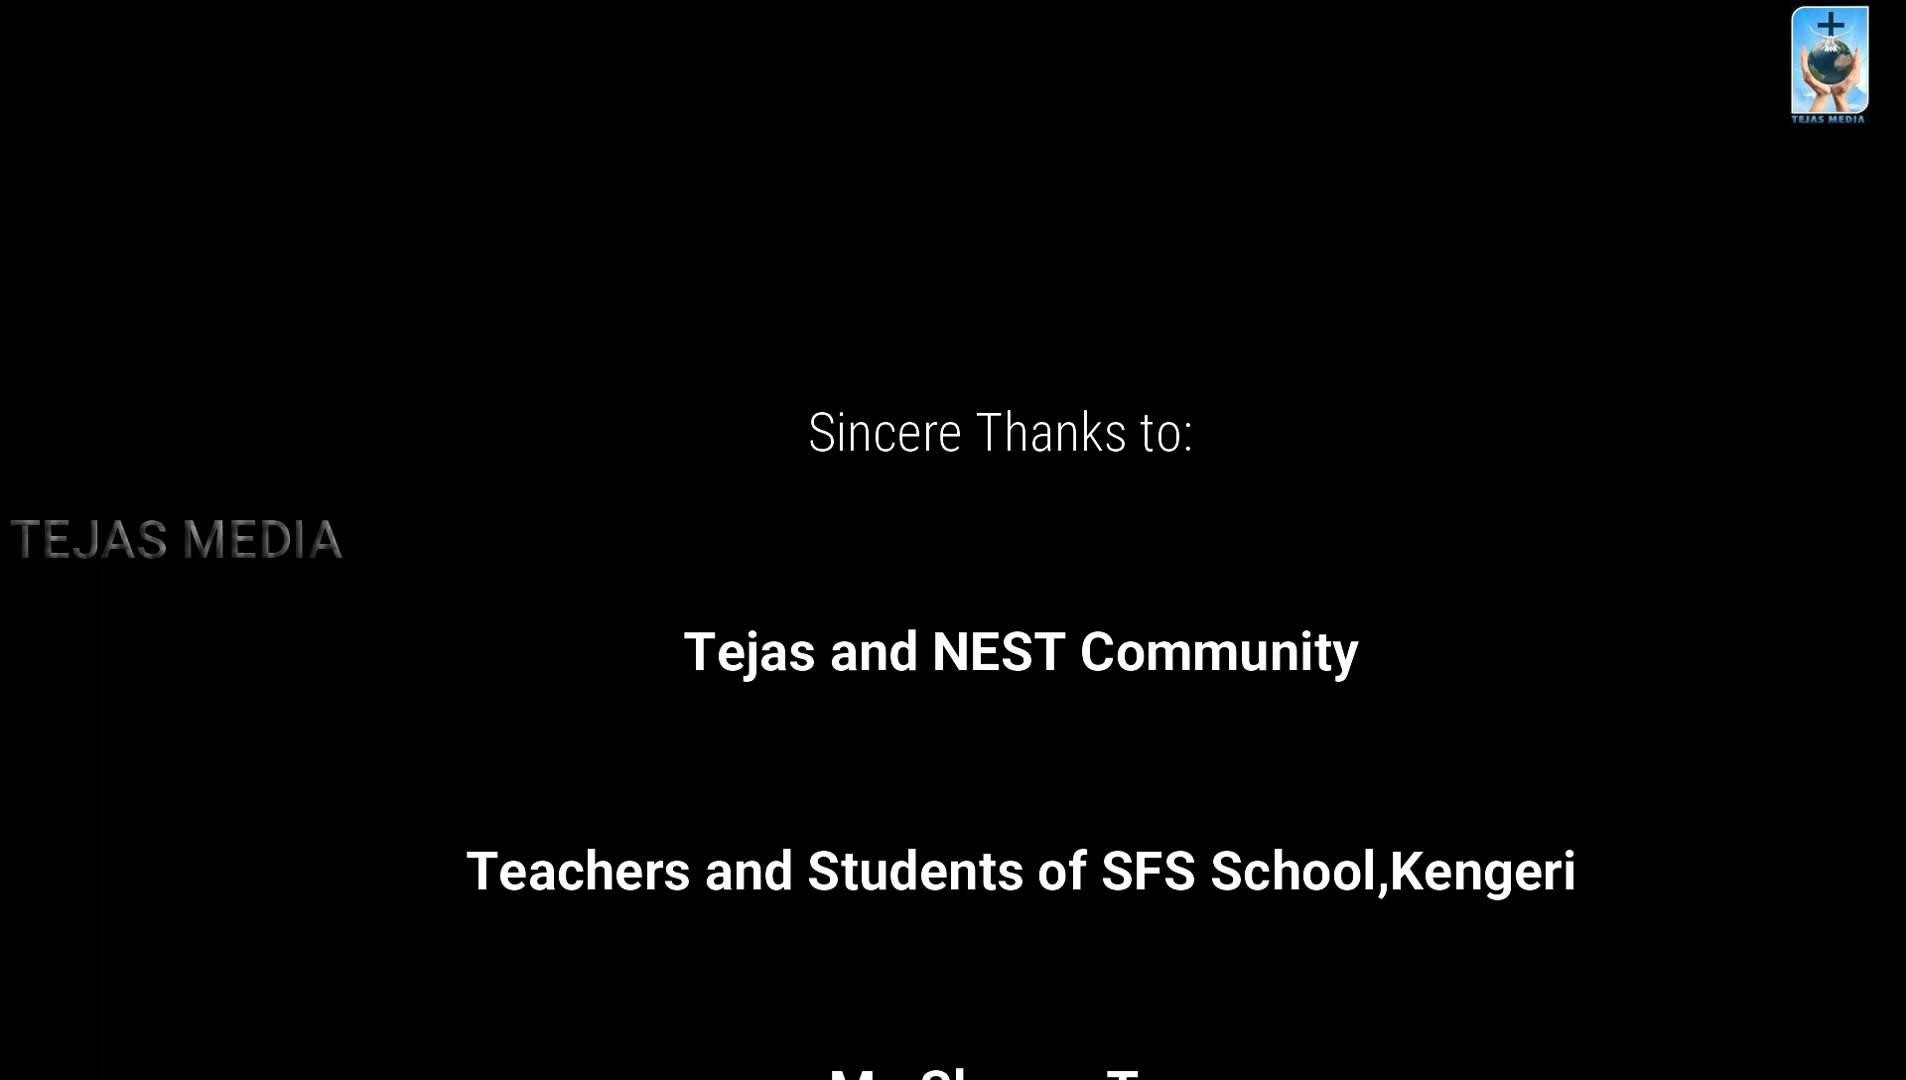 TEJAS MEDIA
Sincere Thanks to:
TEJAS MEDIA
Tejas and NEST Community
Teachers and Students of SFS School,Kengeri